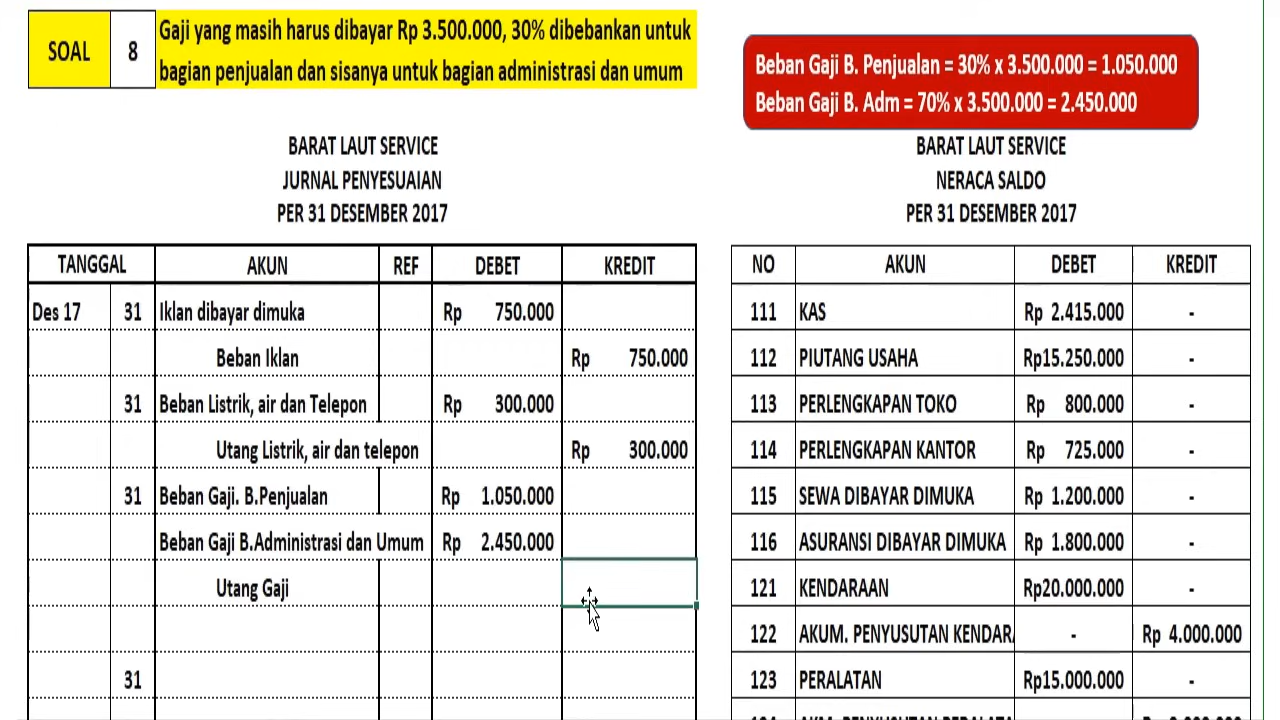 SOAL 8
Gaji yang masih harus dibayar Rp 3.500.000, 30% dibebankan untuk
bagian penjualan dan sisanya untuk bagian administrasi dan umum
Beban Gaji B. Penjualan = 30% x 3.500.000 = 1.050.000
Beban Gaji B. Adm = 70% x 3.500.000 = 2.450.000
BARAT LAUT SERVICE
JURNAL PENYESUAIAN
PER 31 DESEMBER 2017
TANGGAL AKUN REF DEBET KREDIT
Des 17 31 Iklan dibayar dimuka Rp 750.000
Beban Iklan Rp 750.000
31 Beban Listrik, air dan Telepon Rp 300.000
Utang Listrik, air dan telepon Rp 300.000
31 Beban Gaji. B.Penjualan Rp 1.050.000
Beban Gaji B.Administrasi dan Umum Rp 2.450.000
Utang Gaji
31
BARAT LAUT SERVICE
NERACA SALDO
PER 31 DESEMBER 2017
NO AKUN DEBET KREDIT
111 KAS Rp 2.415.000 -
112 PIUTANG USAHA Rp15.250.000 -
113 PERLENGKAPAN TOKO Rp 800.000 -
114 PERLENGKAPAN KANTOR Rp 725.000 -
115 SEWA DIBAYAR DIMUKA Rp 1.200.000 -
116 ASURANSI DIBAYAR DIMUKA Rp 1.800.000 -
121 KENDARAAN Rp20.000.000 -
122 AKUM. PENYUSUTAN KENDARA - Rp 4.000.000
123 PERALATAN Rp15.000.000 -